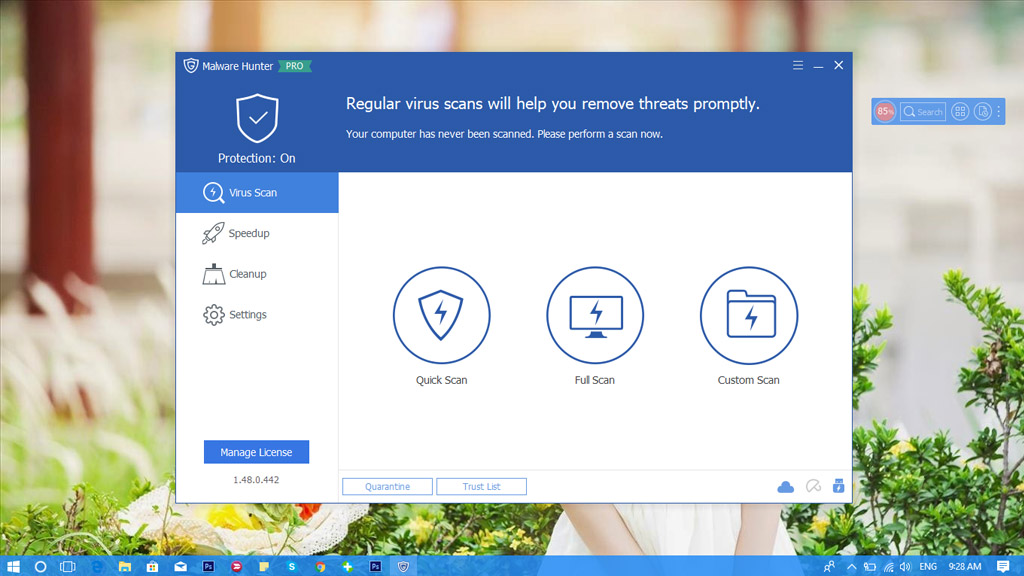 Malware Hunter PRO
Regular virus scans will help you remove threats promptly.
Your computer has never been scanned. Please perform a scan now.
Protection: On
85%
Search
Virus Scan
Speedup
Cleanup
Settings
Quick Scan
Full Scan
Custom Scan
Manage License
1.48.0.442
Quarantine
Trust List
Ps
S
Ps
ENG
9:28 AM